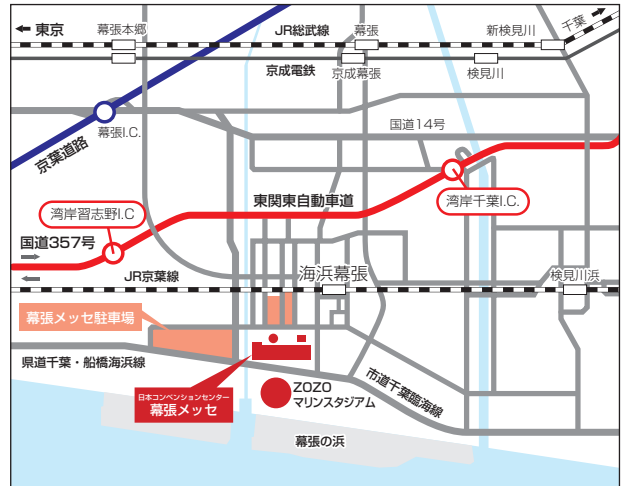 東京
幕張本郷
JR総武線
幕張
新検見川
千葉
京成電鉄
京成幕張
検見川
幕張I.C.
国道14号
京葉道路
湾岸習志野I.C
東関東自動車道
湾岸千葉I.C.
国道357号
JR京葉線
海浜幕張
検見川浜
幕張メッセ駐車場
県道千葉・船橋海浜線
日本コンベンションセンター
幕張メッセ
ZOZO
マリンスタジアム
市道千葉臨海線
幕張の浜